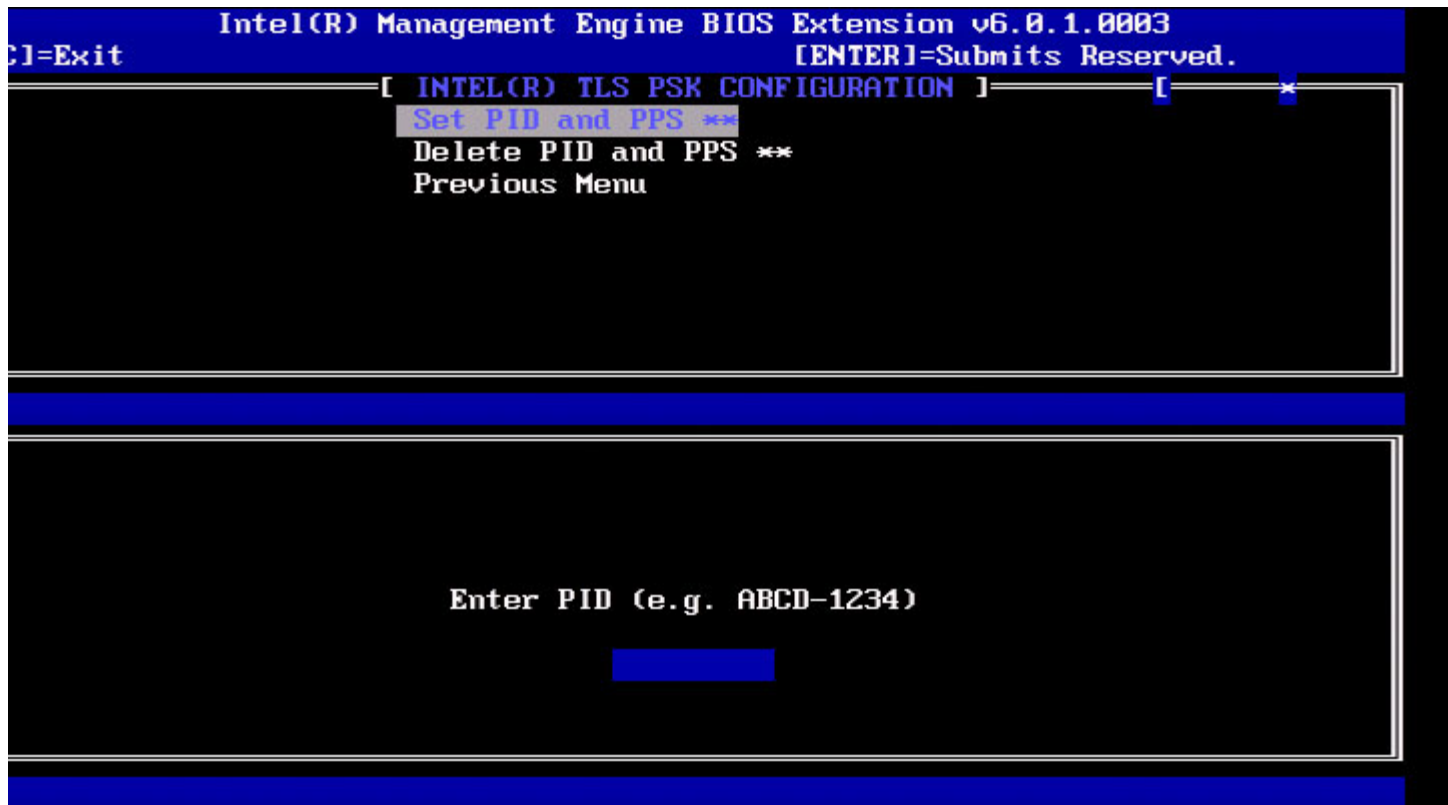 Intel(R) Management Engine BIOS Extension v6.0.1.0003
C]=Exit [ENTER]=Submits Reserved.
[ INTEL(R) TLS PSK CONFIGURATION ] [ *
Set PID and PPS **
Delete PID and PPS **
Previous Menu
Enter PID (e.g. ABCD-1234)